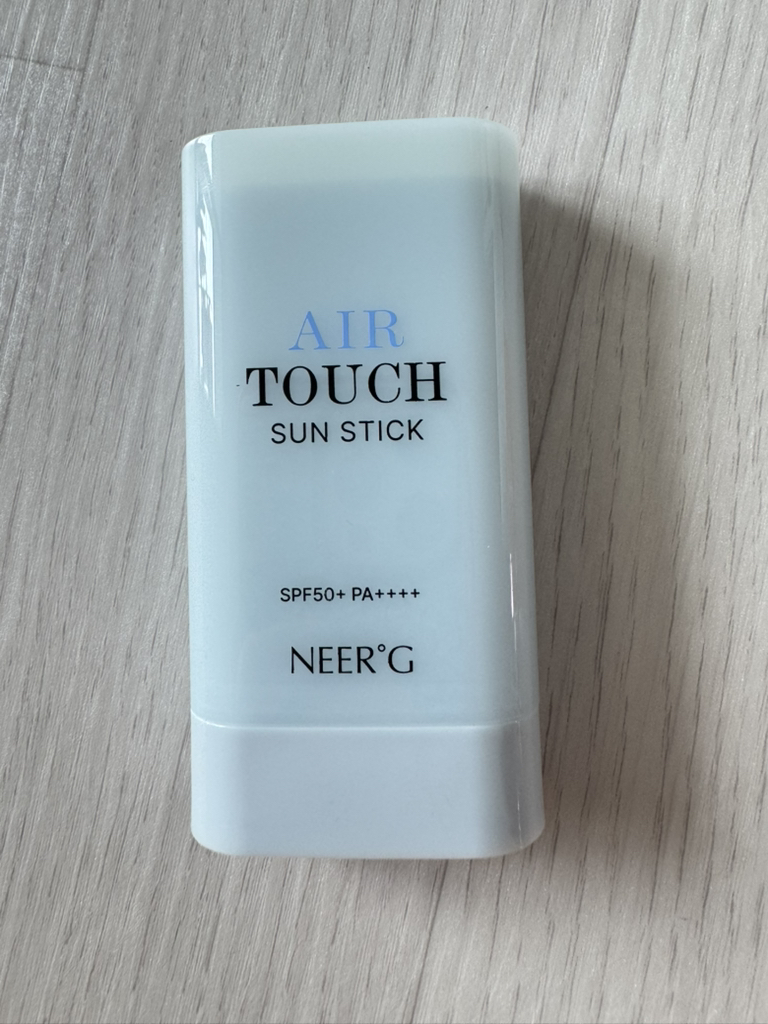 AIR
TOUCH
SUN STICK
SPF50+ PA++++
NEER°G